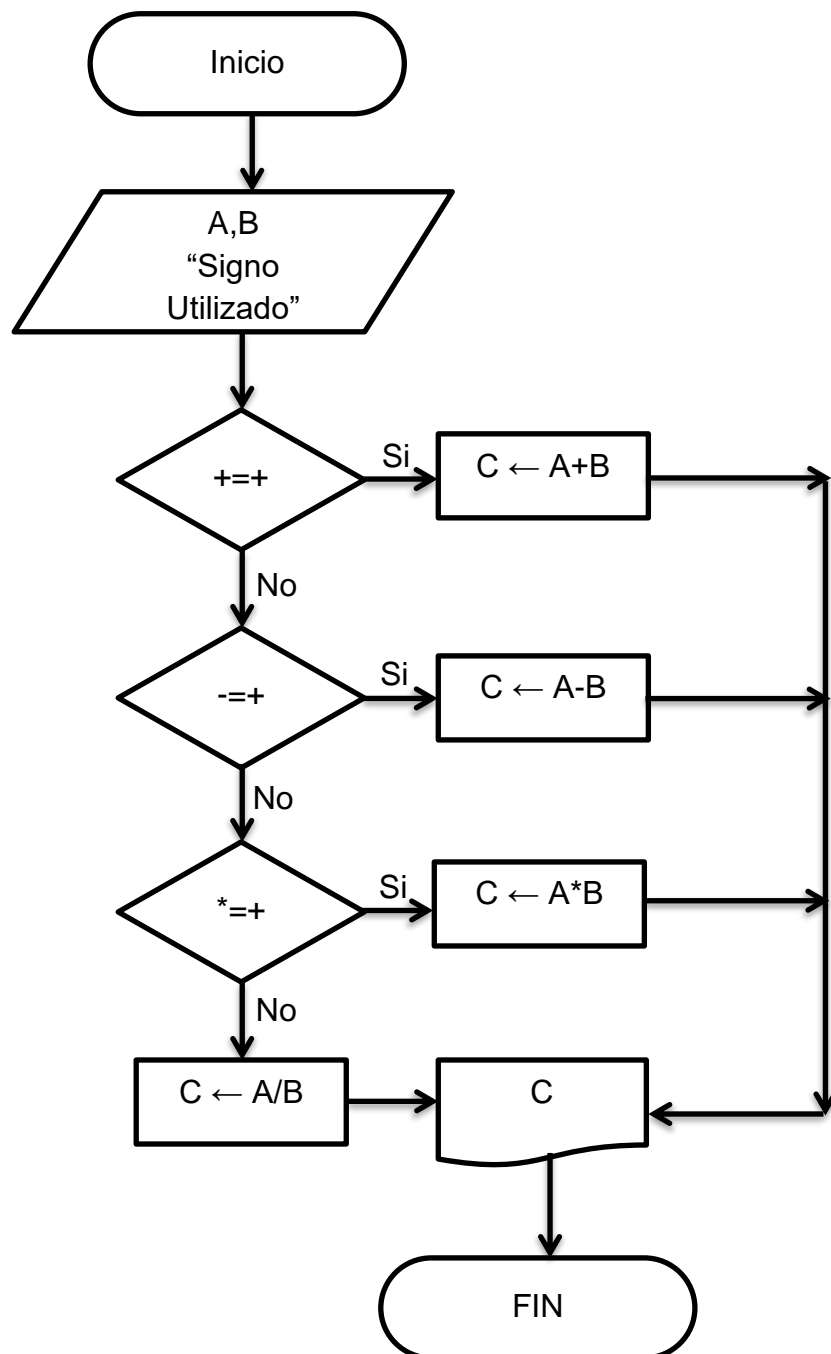 Inicio
A,B
“Signo
Utilizado”
+=+
Si
C ← A+B
No
-=+
Si
C ← A-B
No
*=+
Si
C ← A*B
No
C ← A/B
C
FIN